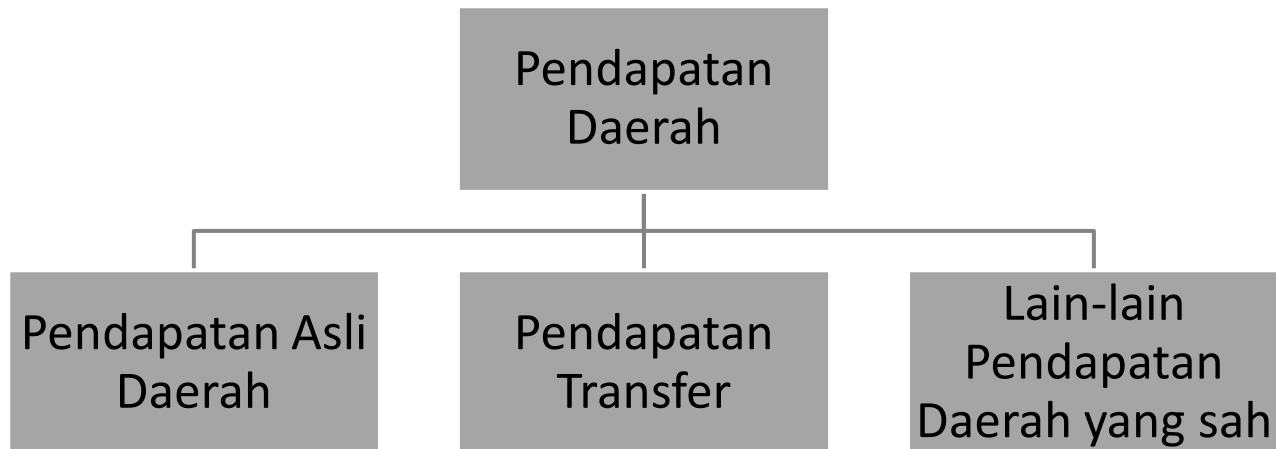 Pendapatan
Daerah
Pendapatan Asli
Daerah
Pendapatan
Transfer
Lain-lain
Pendapatan
Daerah yang sah